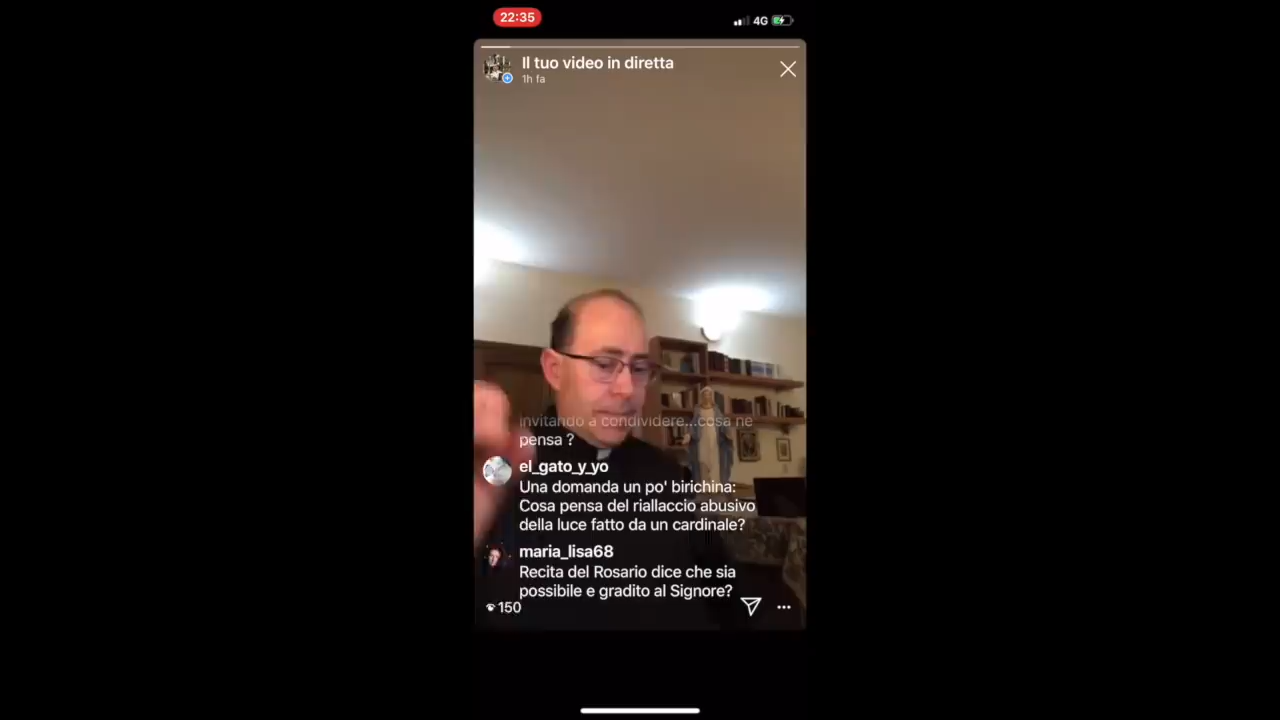 22:35
4G
Il tuo video in diretta
1h fa
invitando a condividere...cosa ne
pensa ?
el_gato_y_yo
Una domanda un po' birichina:
Cosa pensa del riallaccio abusivo
della luce fatto da un cardinale?
maria_lisa68
Recita del Rosario dice che sia
possibile e gradito al Signore?
150